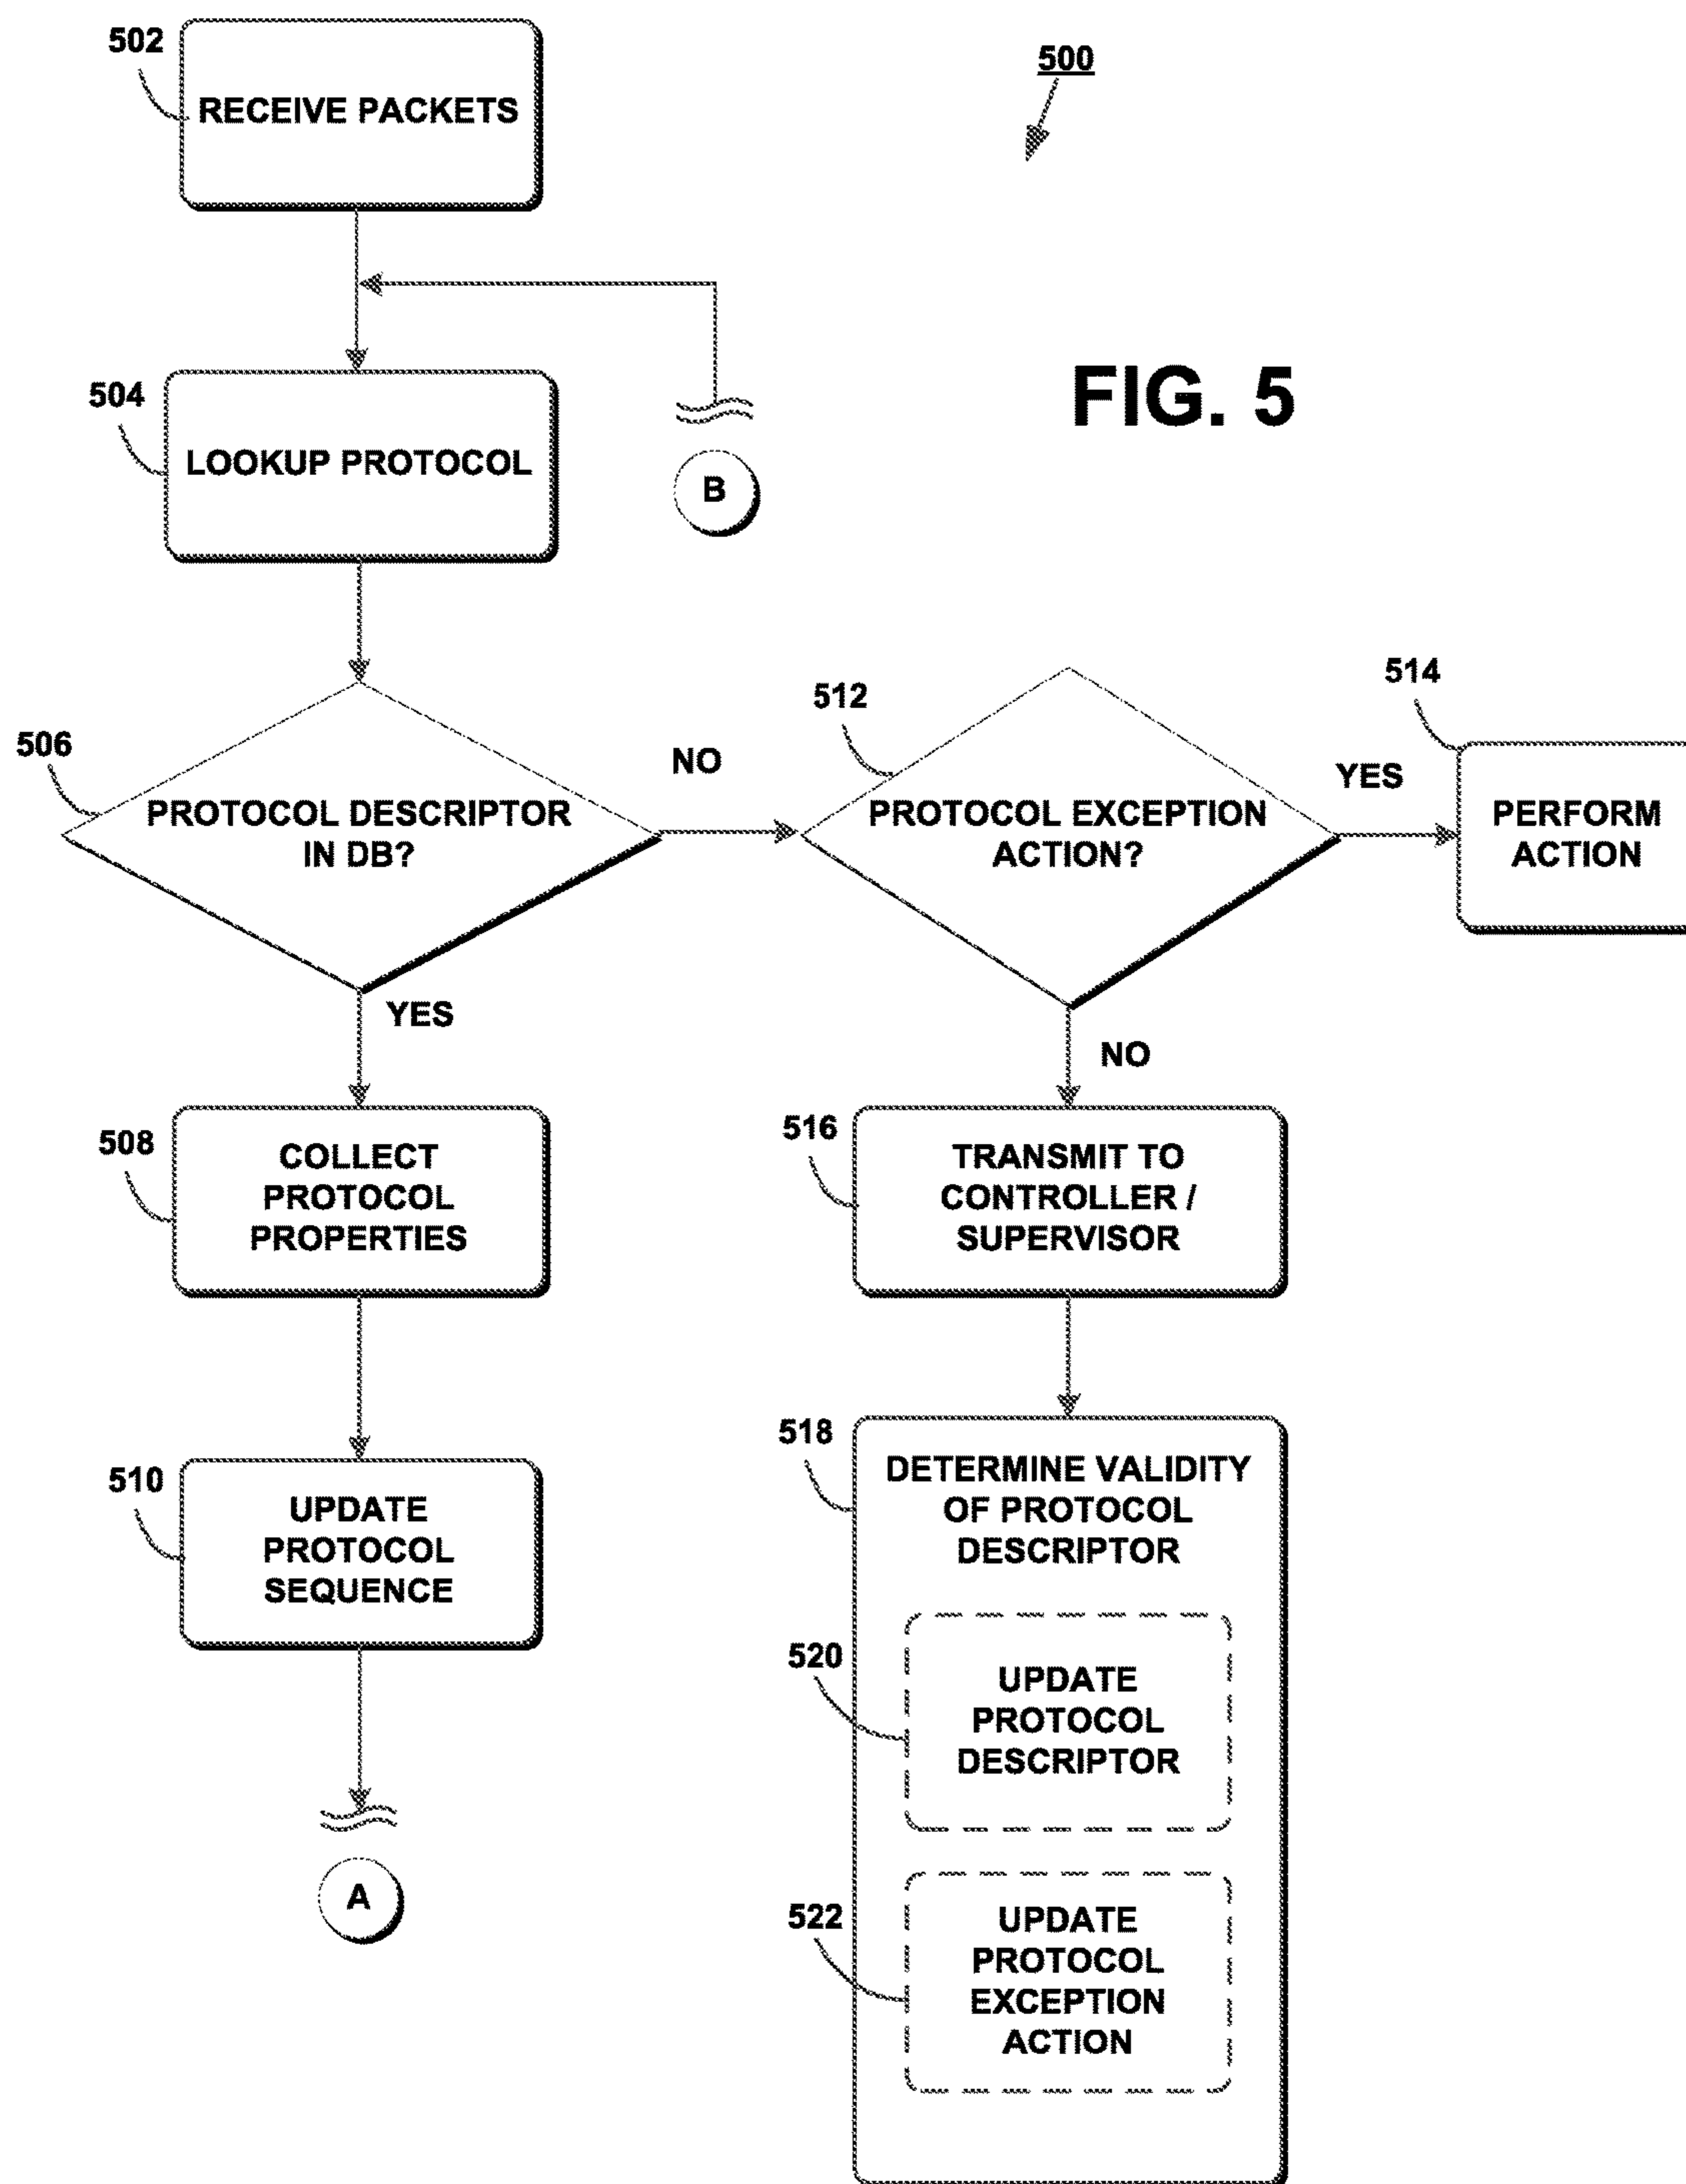 502
RECEIVE PACKETS
500
FIG. 5
504
LOOKUP PROTOCOL
B
506
PROTOCOL DESCRIPTOR
IN DB?
NO
512
PROTOCOL EXCEPTION
ACTION?
YES
514
PERFORM
ACTION
YES
NO
508
COLLECT
PROTOCOL
PROPERTIES
516
TRANSMIT TO
CONTROLLER /
SUPERVISOR
510
UPDATE
PROTOCOL
SEQUENCE
518
DETERMINE VALIDITY
OF PROTOCOL
DESCRIPTOR
520
UPDATE
PROTOCOL
DESCRIPTOR
A
522
UPDATE
PROTOCOL
EXCEPTION
ACTION